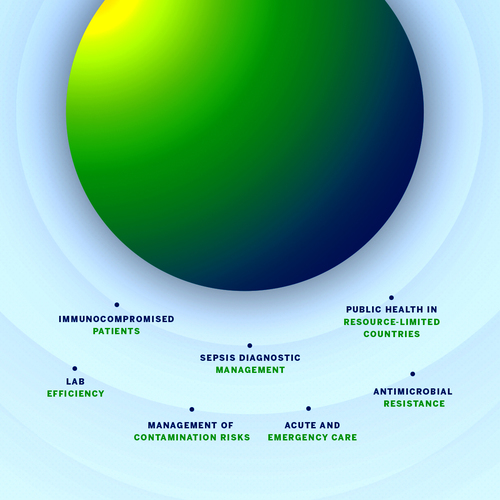 PUBLIC HEALTH IN
RESOURCE-LIMITED
COUNTRIES
IMMUNOCOMPROMISED
PATIENTS
SEPSIS DIAGNOSTIC
MANAGEMENT
LAB
EFFICIENCY
ANTIMICROBIAL
RESISTANCE
MANAGEMENT OF
CONTAMINATION RISKS
ACUTE AND
EMERGENCY CARE